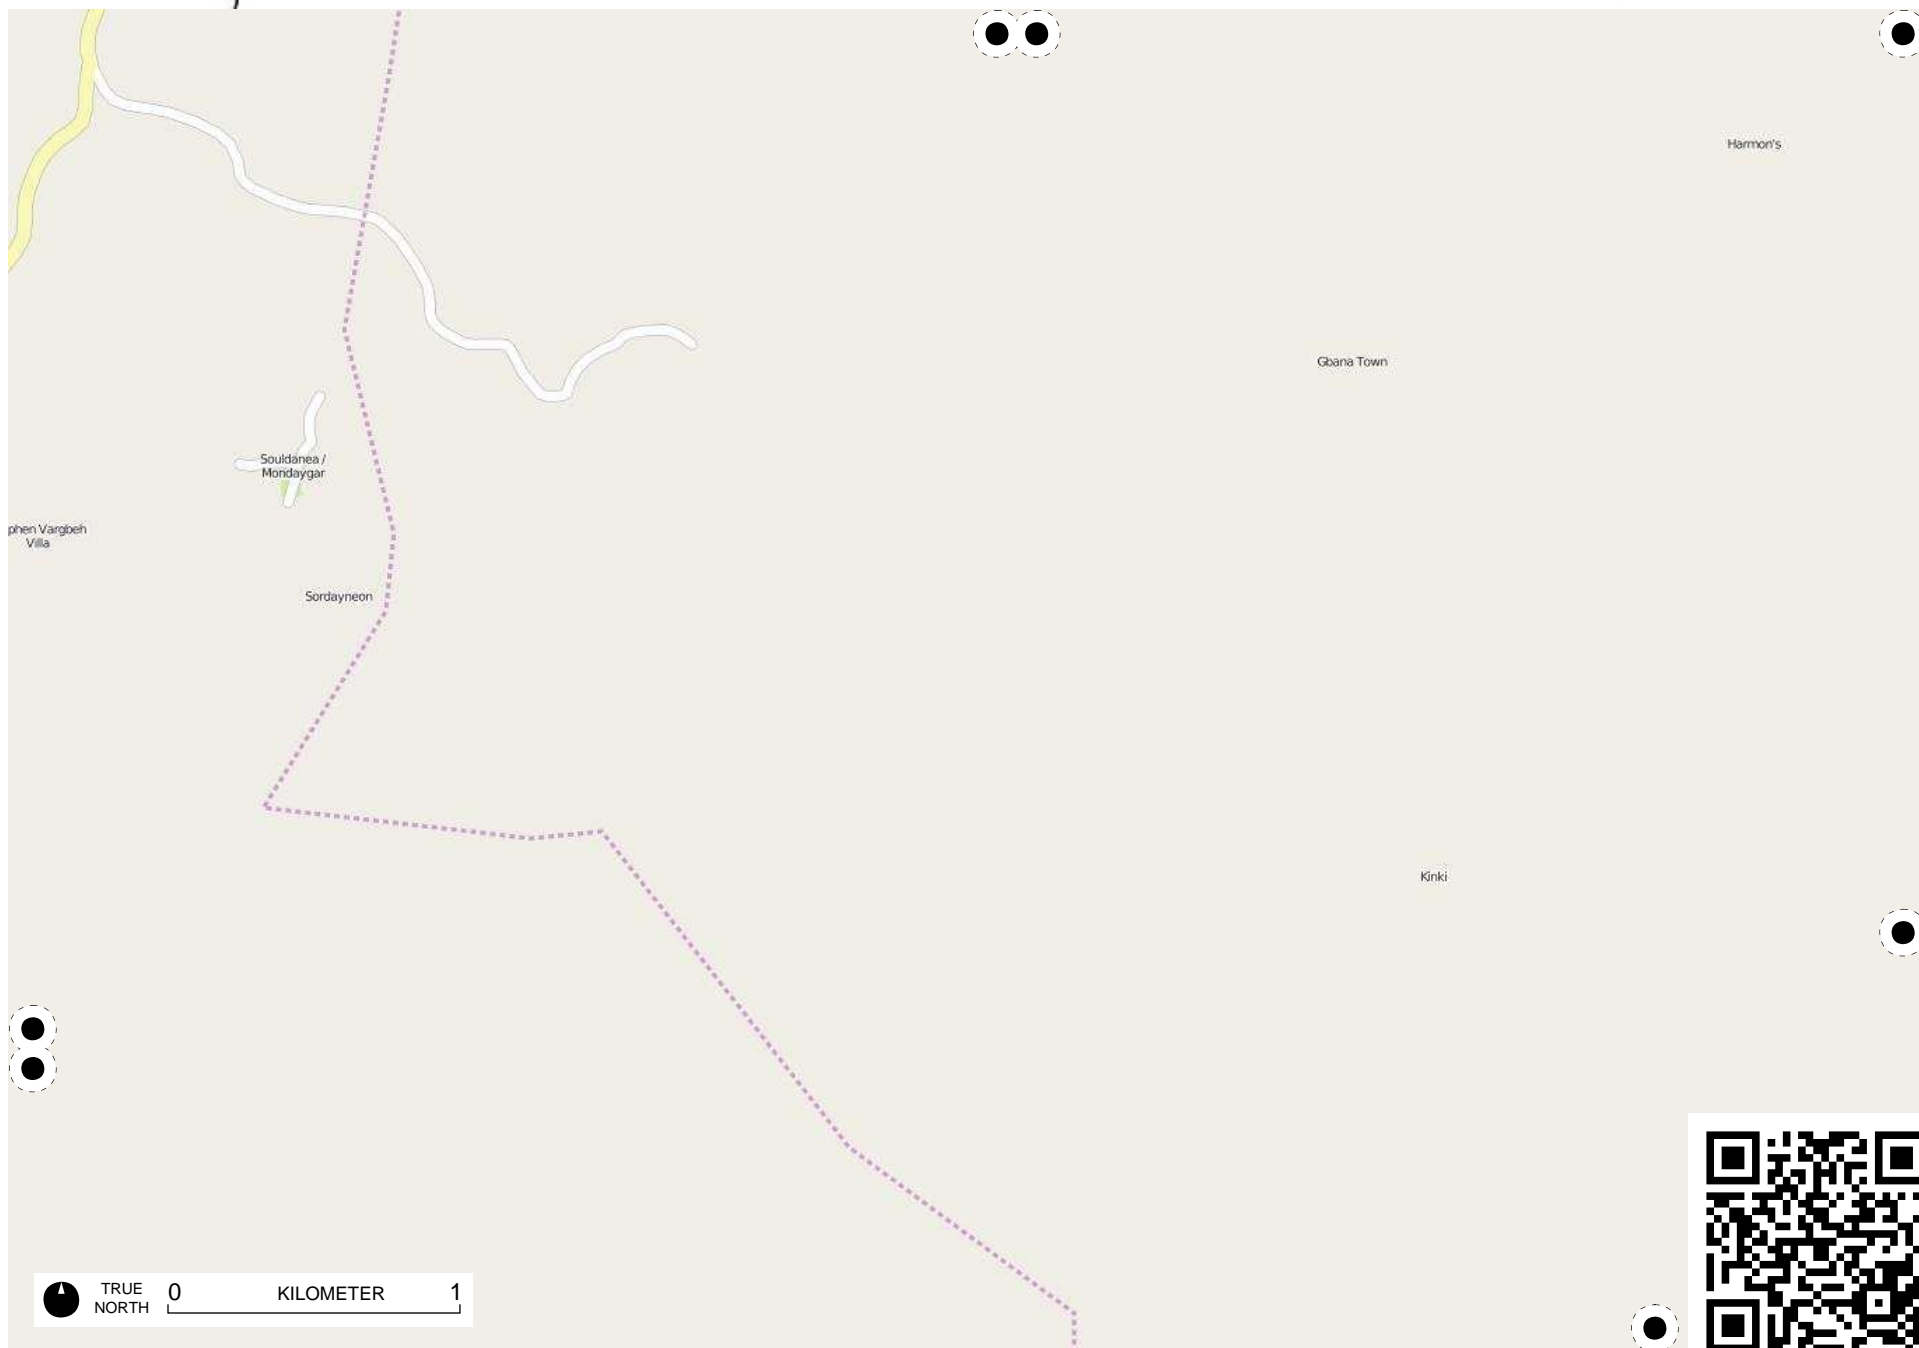 Harmon's
Gbana Town
Souldanea /
Mondaygar
phen Vargbeh
Villa
Sordayneon
Kinki
TRUE
NORTH
0 KILOMETER 1